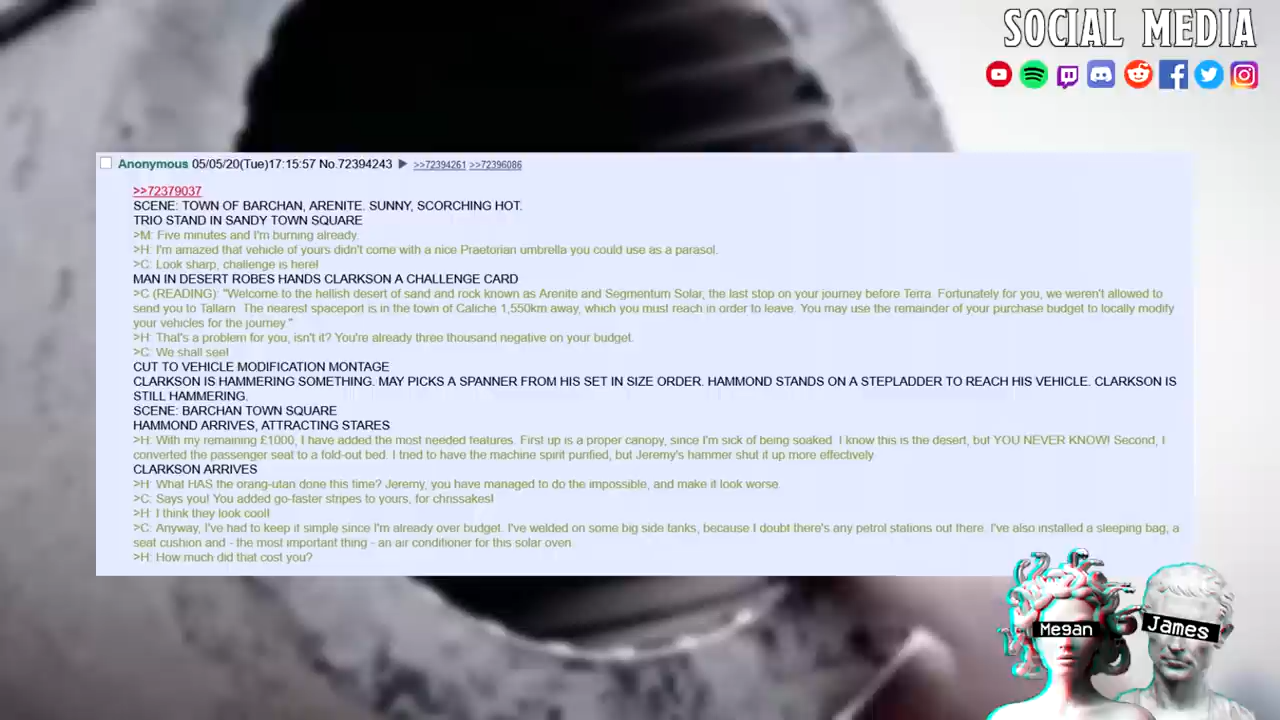 SOCIAL MEDIA
Anonymous 05/05/20(Tue)17:15:57 No.72394243 ▶ >>72394261 >>72396086
>>72379037
SCENE: TOWN OF BARCHAN, ARENITE. SUNNY, SCORCHING HOT.
TRIO STAND IN SANDY TOWN SQUARE
>M: Five minutes and I'm burning already.
>H: I'm amazed that vehicle of yours didn't come with a nice Praetorian umbrella you could use as a parasol.
>C: Look sharp, challenge is here!
MAN IN DESERT ROBES HANDS CLARKSON A CHALLENGE CARD
>C (READING): "Welcome to the hellish desert of sand and rock known as Arenite and Segmentum Solar, the last stop on your journey before Terra. Fortunately for you, we weren't allowed to
send you to Tallarn. The nearest spaceport is in the town of Caliche 1,550km away, which you must reach in order to leave. You may use the remainder of your purchase budget to locally modify
your vehicles for the journey."
>H: That's a problem for you, isn't it? You're already three thousand negative on your budget.
>C: We shall see!
CUT TO VEHICLE MODIFICATION MONTAGE
CLARKSON IS HAMMERING SOMETHING. MAY PICKS A SPANNER FROM HIS SET IN SIZE ORDER. HAMMOND STANDS ON A STEPLADDER TO REACH HIS VEHICLE. CLARKSON IS
STILL HAMMERING.
SCENE: BARCHAN TOWN SQUARE
HAMMOND ARRIVES, ATTRACTING STARES
>H: With my remaining £1000, I have added the most needed features. First up is a proper canopy, since I'm sick of being soaked. I know this is the desert, but YOU NEVER KNOW! Second, I
converted the passenger seat to a fold-out bed. I tried to have the machine spirit purified, but Jeremy's hammer shut it up more effectively.
CLARKSON ARRIVES
>H: What HAS the orang-utan done this time? Jeremy, you have managed to do the impossible, and make it look worse.
>C: Says you! You added go-faster stripes to yours, for chrissakes!
>H: I think they look cool!
>C: Anyway, I've had to keep it simple since I'm already over budget. I've welded on some big side tanks, because I doubt there's any petrol stations out there. I've also installed a sleeping bag, a
seat cushion and - the most important thing - an air conditioner for this solar oven.
>H: How much did that cost you?
Megan
James